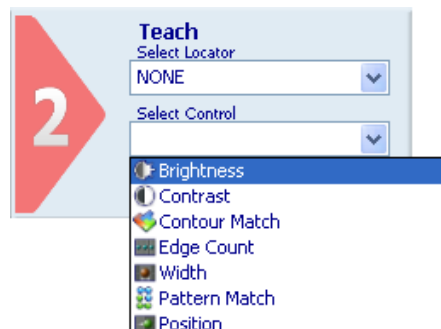 2
Teach
Select Locator
NONE
Select Control
Brightness
Contrast
Contour Match
Edge Count
Width
Pattern Match
Position